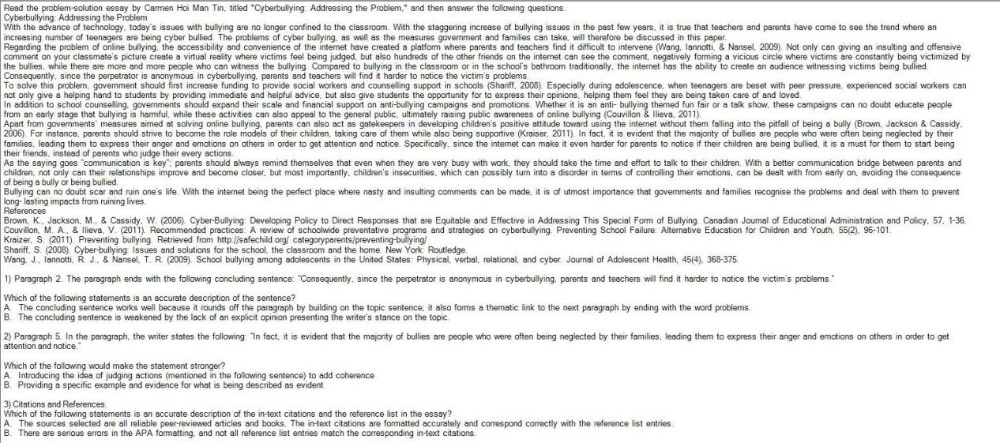 Read the problem-solution essay by Carmen Hoi Man Tin, titled "Cyberbullying: Addressing the Problem," and then answer the following questions.
Cyberbullying: Addressing the Problem
With the advance of technology, today's issues with bullying are no longer confined to the classroom. With the staggering increase of bullying issues in the past few years, it is true that teachers and parents have come to see the trend where an
increasing number of teenagers are being cyber bullied. The problems of cyber bullying, as well as the measures government and families can take, will therefore be discussed in this paper.
Regarding the problem of online bullying, the accessibility and convenience of the internet have created a platform where parents and teachers find it difficult to intervene (Wang, Iannotti, & Nansel, 2009). Not only can giving an insulting and offensive
comment on your classmate's picture create a virtual reality where victims feel being judged, but also hundreds of the other friends on the internet can see the comment, negatively forming a vicious circle where victims are constantly being victimized by
the bullies, while there are more and more people who can witness the bullying. Compared to bullying in the classroom or in the school's bathroom traditionally, the internet has the ability to create an audience witnessing victims being bullied.
Consequently, since the perpetrator is anonymous in cyberbullying, parents and teachers will find it harder to notice the victim's problems.
To solve this problem, government should first increase funding to provide social workers and counselling support in schools (Shariff, 2008). Especially during adolescence, when teenagers are beset with peer pressure, experienced social workers can
not only give a helping hand to students by providing immediate and helpful advice, but also give students the opportunity for to express their opinions, helping them feel they are being taken care of and loved.
In addition to school counselling, governments should expand their scale and financial support on anti-bullying campaigns and promotions. Whether it is an anti- bullying themed fun fair or a talk show, these campaigns can no doubt educate people
from an early stage that bullying is harmful, while these activities can also appeal to the general public, ultimately raising public awareness of online bullying (Couvillon & Ilieva, 2011).
Apart from governments' measures aimed at solving online bullying, parents can also act as gatekeepers in developing children's positive attitude toward using the internet without them falling into the pitfall of being a bully (Brown, Jackson & Cassidy,
2006). For instance, parents should strive to become the role models of their children, taking care of them while also being supportive (Kraiser, 2011). In fact, it is evident that the majority of bullies are people who were often being neglected by their
families, leading them to express their anger and emotions on others in order to get attention and notice. Specifically, since the internet can make it even harder for parents to notice if their children are being bullied, it is a must for them to start being
their friends, instead of parents who judge their every actions.
As the saying goes "communication is key"; parents should always remind themselves that even when they are very busy with work, they should take the time and effort to talk to their children. With a better communication bridge between parents and
children, not only can their relationships improve and become closer, but most importantly, children's insecurities, which can possibly turn into a disorder in terms of controlling their emotions, can be dealt with from early on, avoiding the consequence
of being a bully or being bullied.
Bullying can no doubt scar and ruin one's life. With the internet being the perfect place where nasty and insulting comments can be made, it is of utmost importance that governments and families recognise the problems and deal with them to prevent
long- lasting impacts from ruining lives.
References
Brown, K., Jackson, M., & Cassidy, W. (2006). Cyber-Bullying: Developing Policy to Direct Responses that are Equitable and Effective in Addressing This Special Form of Bullying. Canadian Journal of Educational Administration and Policy, 57, 1-36.
Couvillon, M. A., & Ilieva, V. (2011). Recommended practices: A review of schoolwide preventative programs and strategies on cyberbullying. Preventing School Failure: Alternative Education for Children and Youth, 55(2), 96-101.
Kraizer, S. (2011). Preventing bullying. Retrieved from http://safechild.org/ categoryparents/preventing-bullying/
Shariff, S. (2008). Cyber-bullying: Issues and solutions for the school, the classroom and the home. New York: Routledge.
Wang, J., Iannotti, R. J., & Nansel, T. R. (2009). School bullying among adolescents in the United States: Physical, verbal, relational, and cyber. Journal of Adolescent Health, 45(4), 368-375.
1) Paragraph 2. The paragraph ends with the following concluding sentence: "Consequently, since the perpetrator is anonymous in cyberbullying, parents and teachers will find it harder to notice the victim's problems."
Which of the following statements is an accurate description of the sentence?
A. The concluding sentence works well because it rounds off the paragraph by building on the topic sentence; it also forms a thematic link to the next paragraph by ending with the word problems.
B. The concluding sentence is weakened by the lack of an explicit opinion presenting the writer's stance on the topic.
2) Paragraph 5. In the paragraph, the writer states the following: "In fact, it is evident that the majority of bullies are people who were often being neglected by their families, leading them to express their anger and emotions on others in order to get
attention and notice."
Which of the following would make the statement stronger?
A. Introducing the idea of judging actions (mentioned in the following sentence) to add coherence
B. Providing a specific example and evidence for what is being described as evident
3) Citations and References.
Which of the following statements is an accurate description of the in-text citations and the reference list in the essay?
A. The sources selected are all reliable peer-reviewed articles and books. The in-text citations are formatted accurately and correspond correctly with the reference list entries.
B. There are serious errors in the APA formatting, and not all reference list entries match the corresponding in-text citations.